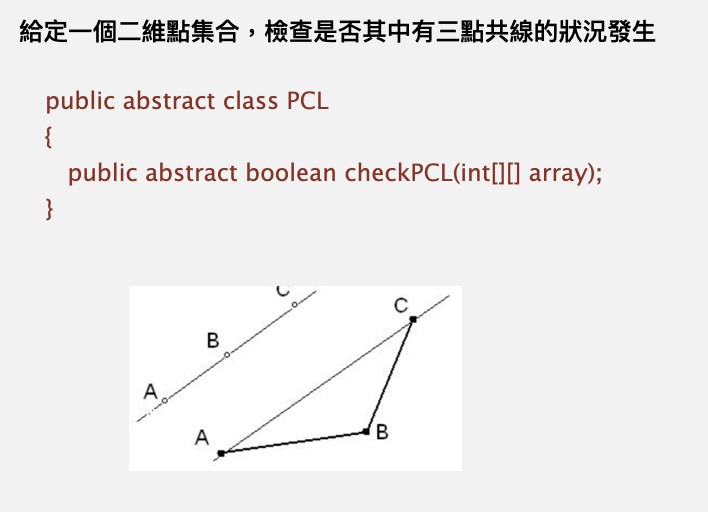 給定一個二維點集合，檢查是否其中有三點共線的狀況發生
public abstract class PCL
{
public abstract boolean checkPCL(int[][] array);
}
C
C
B
A
A
B